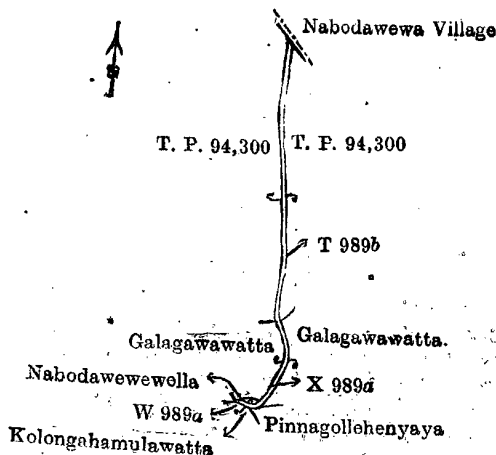 Nabodawewa Village
T. P. 94,300 T. P. 94,300
T 989b
Galagawawatta Galagawawatta.
Nabodawewewella X 989a
W 989a Pinnagollehenyaya
Kolongahamulawatta